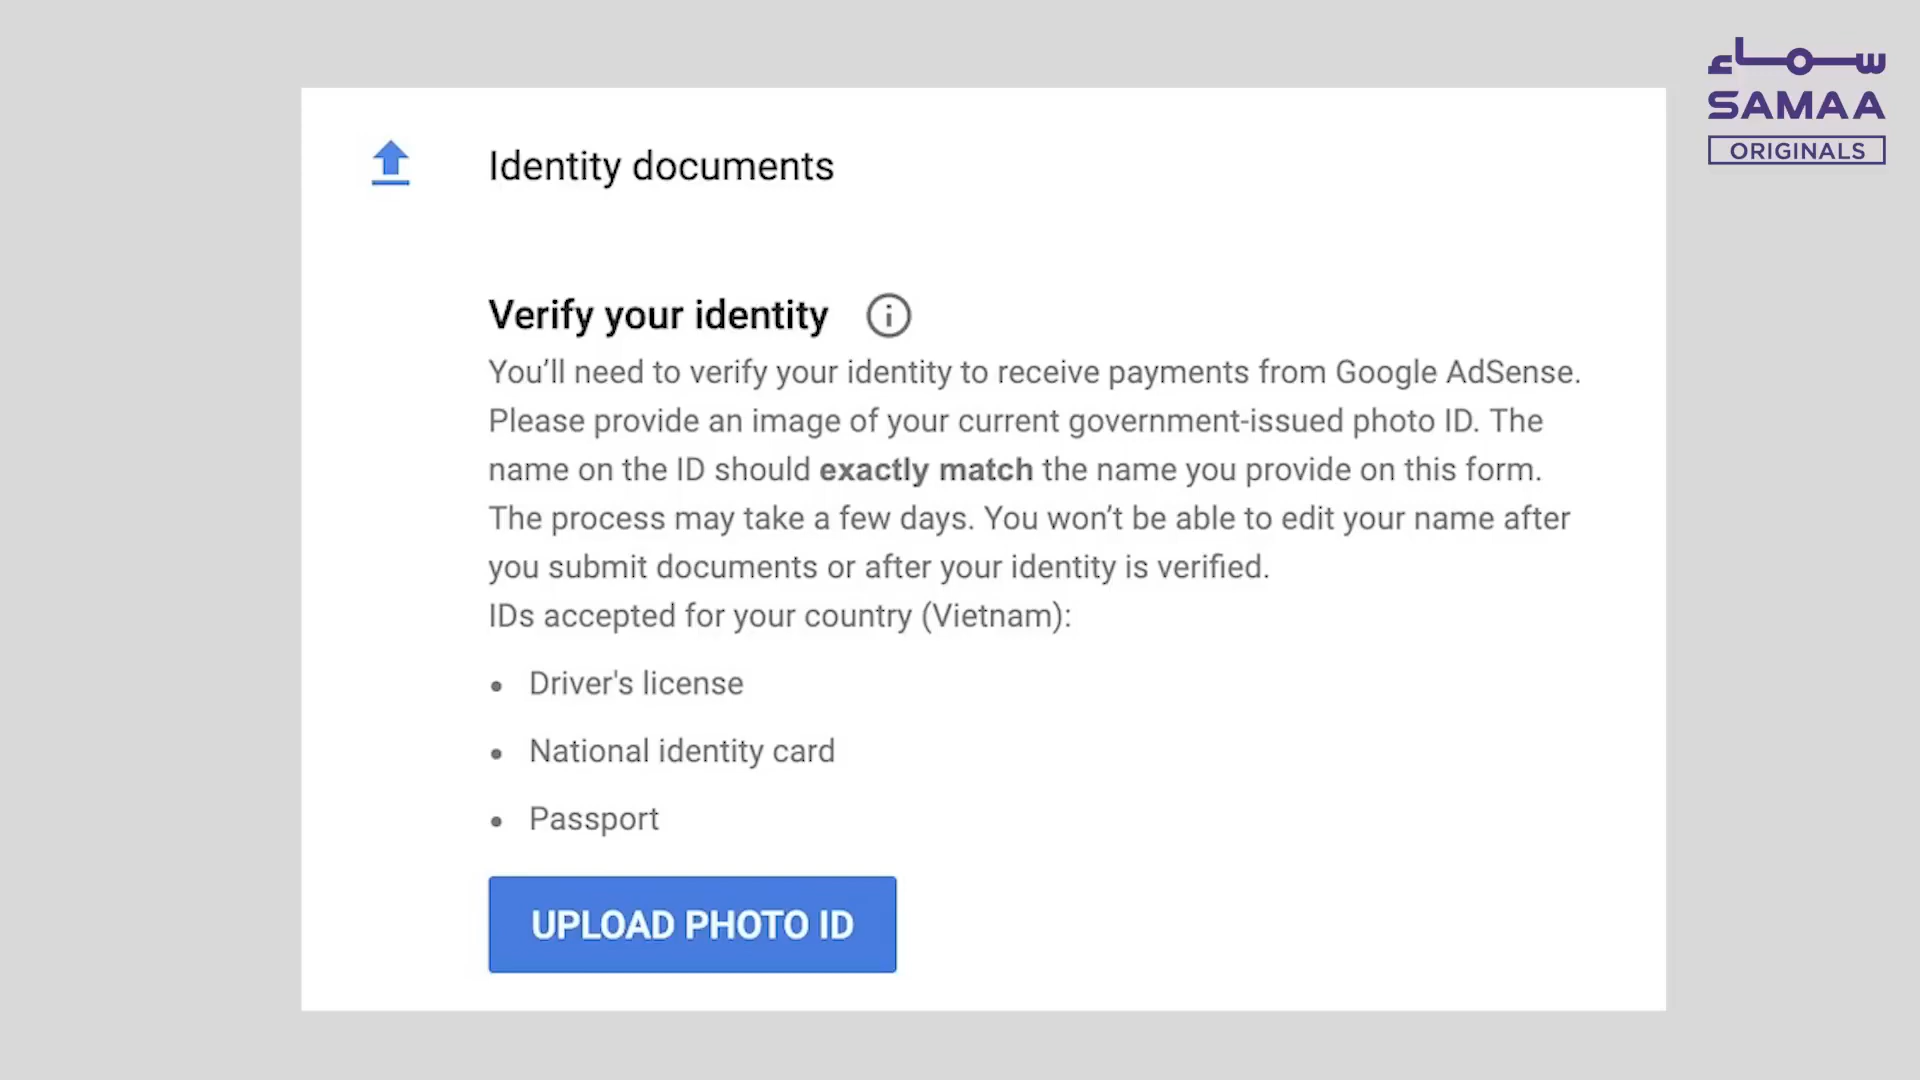 سماء
SAMAA
ORIGINALS
Identity documents
Verify your identity
You’ll need to verify your identity to receive payments from Google AdSense.
Please provide an image of your current government-issued photo ID. The
name on the ID should exactly match the name you provide on this form.
The process may take a few days. You won’t be able to edit your name after
you submit documents or after your identity is verified.
IDs accepted for your country (Vietnam):
• Driver's license
• National identity card
• Passport
UPLOAD PHOTO ID